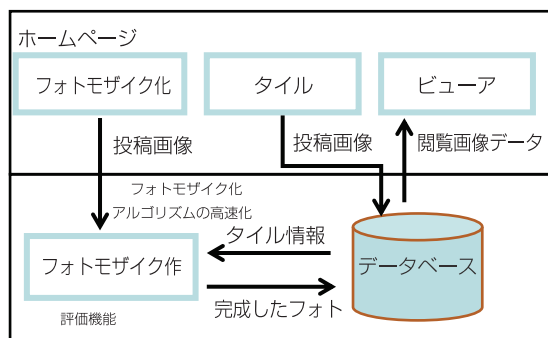 ホームページ
フォトモザイク化
タイル
ビューア
投稿画像
投稿画像
閲覧画像データ
フォトモザイク化
アルゴリズムの高速化
タイル情報
フォトモザイク作
データベース
完成したフォト
評価機能